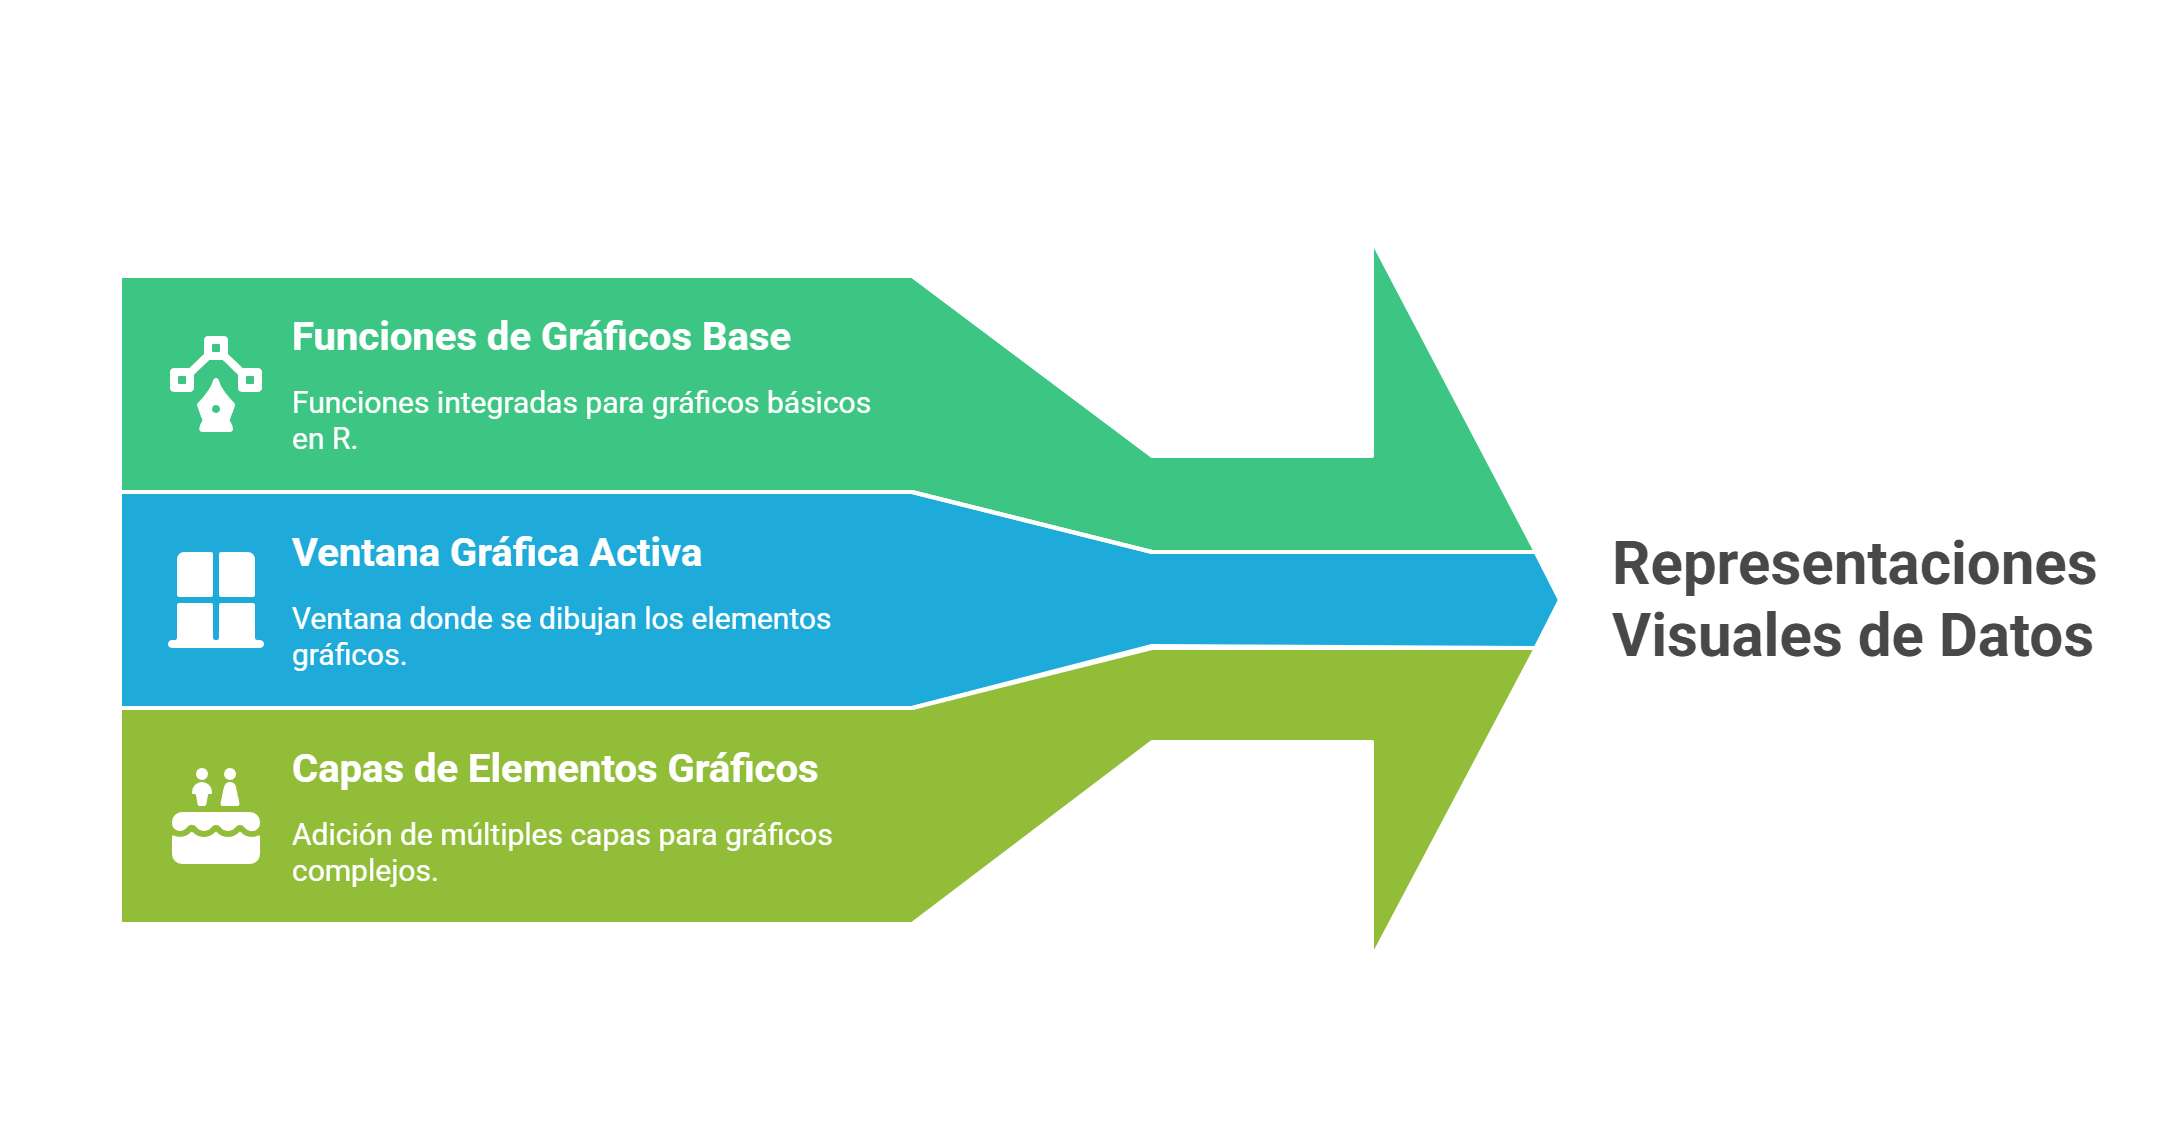 Funciones de Gráficos Base
Funciones integradas para gráficos básicos
en R.
Ventana Gráfica Activa
Ventana donde se dibujan los elementos
gráficos.
Capas de Elementos Gráficos
Adición de múltiples capas para gráficos
complejos.
Representaciones
Visuales de Datos